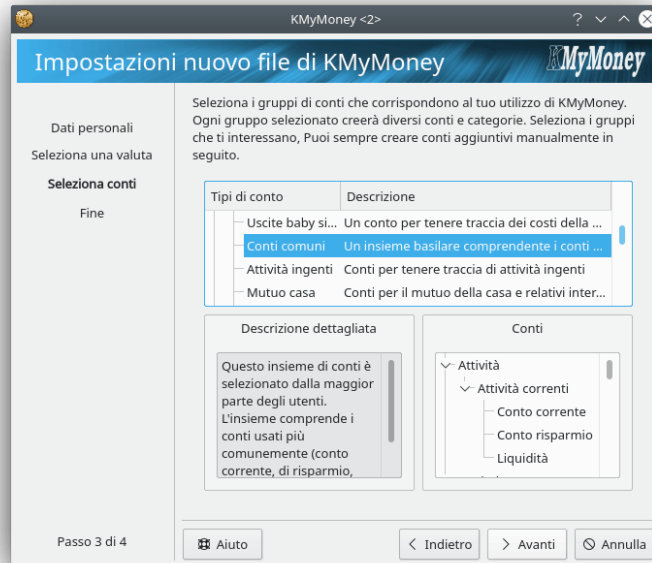 KMyMoney <2>
Impostazioni nuovo file di KMyMoney
KMyMoney
Dati personali
Seleziona una valuta
Seleziona conti
Fine
Passo 3 di 4
Seleziona i gruppi di conti che corrispondono al tuo utilizzo di KMyMoney.
Ogni gruppo selezionato creerà diversi conti e categorie. Seleziona i gruppi
che ti interessano, Puoi sempre creare conti aggiuntivi manualmente in
seguito.
Tipi di conto Descrizione
Uscite baby si... Un conto per tenere traccia dei costi della ...
Conti comuni Un insieme basilare comprendente i conti ...
Attività ingenti Conti per tenere traccia di attività ingenti
Mutuo casa Conti per il mutuo della casa e relativi inter...
Descrizione dettagliata
Questo insieme di conti è
selezionato dalla maggior
parte degli utenti.
L'insieme comprende i
conti usati più
comunemente (conto
corrente, di risparmio,
Conti
Attività
Attività correnti
Conto corrente
Conto risparmio
Liquidità
Aiuto
Indietro
Avanti
Annulla